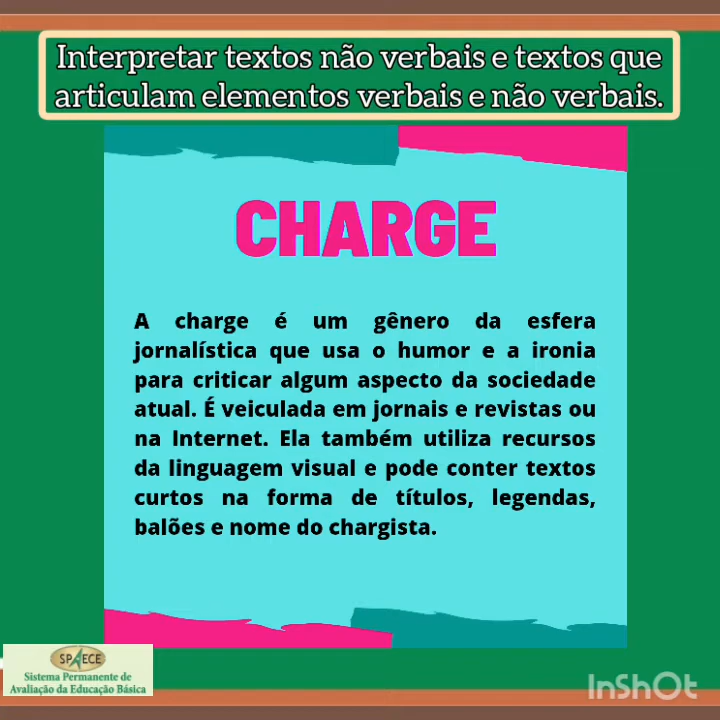 Interpretar textos não verbais e textos que
articulam elementos verbais e não verbais.
CHARGE
A charge é um gênero da esfera
jornalística que usa o humor e a ironia
para criticar algum aspecto da sociedade
atual. É veiculada em jornais e revistas ou
na Internet. Ela também utiliza recursos
da linguagem visual e pode conter textos
curtos na forma de títulos, legendas,
balões e nome do chargista.
SPAECE
Sistema Permanente de
Avaliação da Educação Básica
InShOt